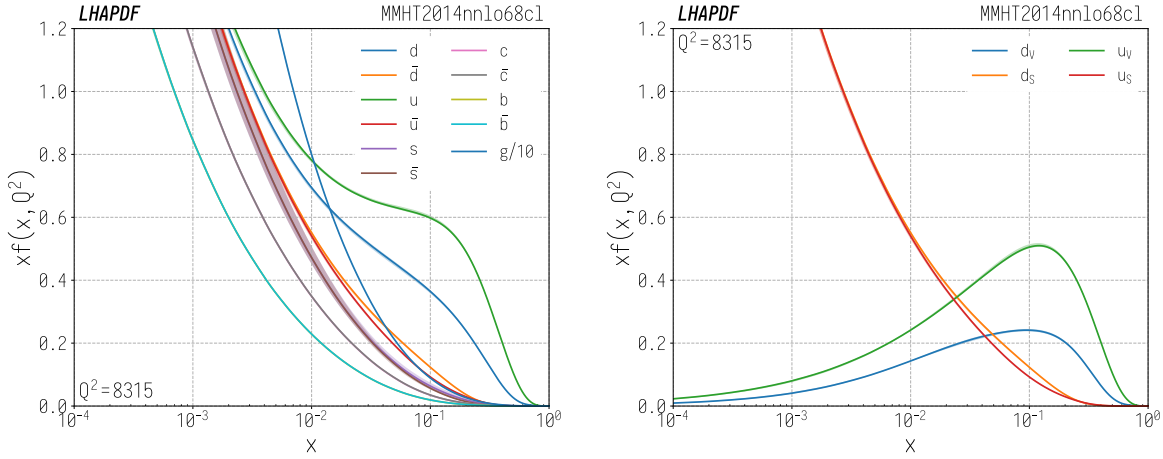 LHAPDF MMHT2014nnlo68cl
xf(x, Q²)
1.2
1.0
0.8
0.6
0.4
0.2
0.0
d c
d̄ c̄
u b
ū b̄
s g/10
s̄
Q²=8315
10⁻⁴ 10⁻³ 10⁻² 10⁻¹ 10⁰
x
LHAPDF MMHT2014nnlo68cl
Q²=8315
xf(x, Q²)
1.2
1.0
0.8
0.6
0.4
0.2
0.0
d_V u_V
d_S u_S
10⁻⁴ 10⁻³ 10⁻² 10⁻¹ 10⁰
x